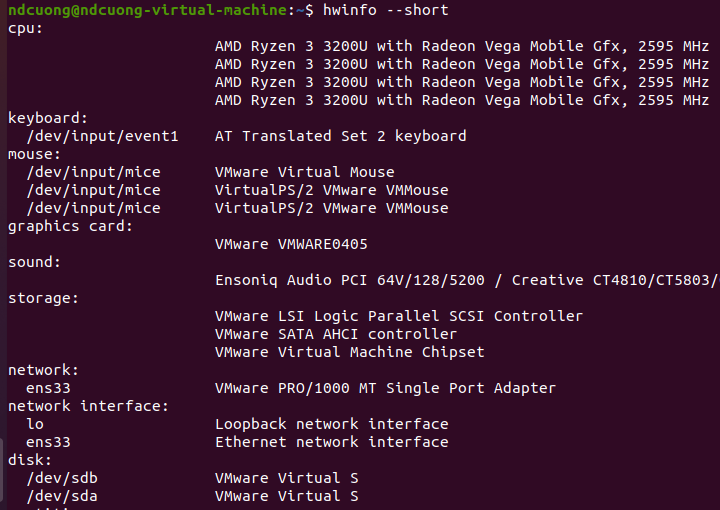 ndcuong@ndcuong-virtual-machine:~$ hwinfo --short
cpu:
AMD Ryzen 3 3200U with Radeon Vega Mobile Gfx, 2595 MHz
AMD Ryzen 3 3200U with Radeon Vega Mobile Gfx, 2595 MHz
AMD Ryzen 3 3200U with Radeon Vega Mobile Gfx, 2595 MHz
AMD Ryzen 3 3200U with Radeon Vega Mobile Gfx, 2595 MHz
keyboard:
/dev/input/event1 AT Translated Set 2 keyboard
mouse:
/dev/input/mice VMware Virtual Mouse
/dev/input/mice VirtualPS/2 VMware VMMouse
/dev/input/mice VirtualPS/2 VMware VMMouse
graphics card:
VMware VMWARE0405
sound:
Ensoniq Audio PCI 64V/128/5200 / Creative CT4810/CT5803/
storage:
VMware LSI Logic Parallel SCSI Controller
VMware SATA AHCI controller
VMware Virtual Machine Chipset
network:
ens33 VMware PRO/1000 MT Single Port Adapter
network interface:
lo Loopback network interface
ens33 Ethernet network interface
disk:
/dev/sdb VMware Virtual S
/dev/sda VMware Virtual S